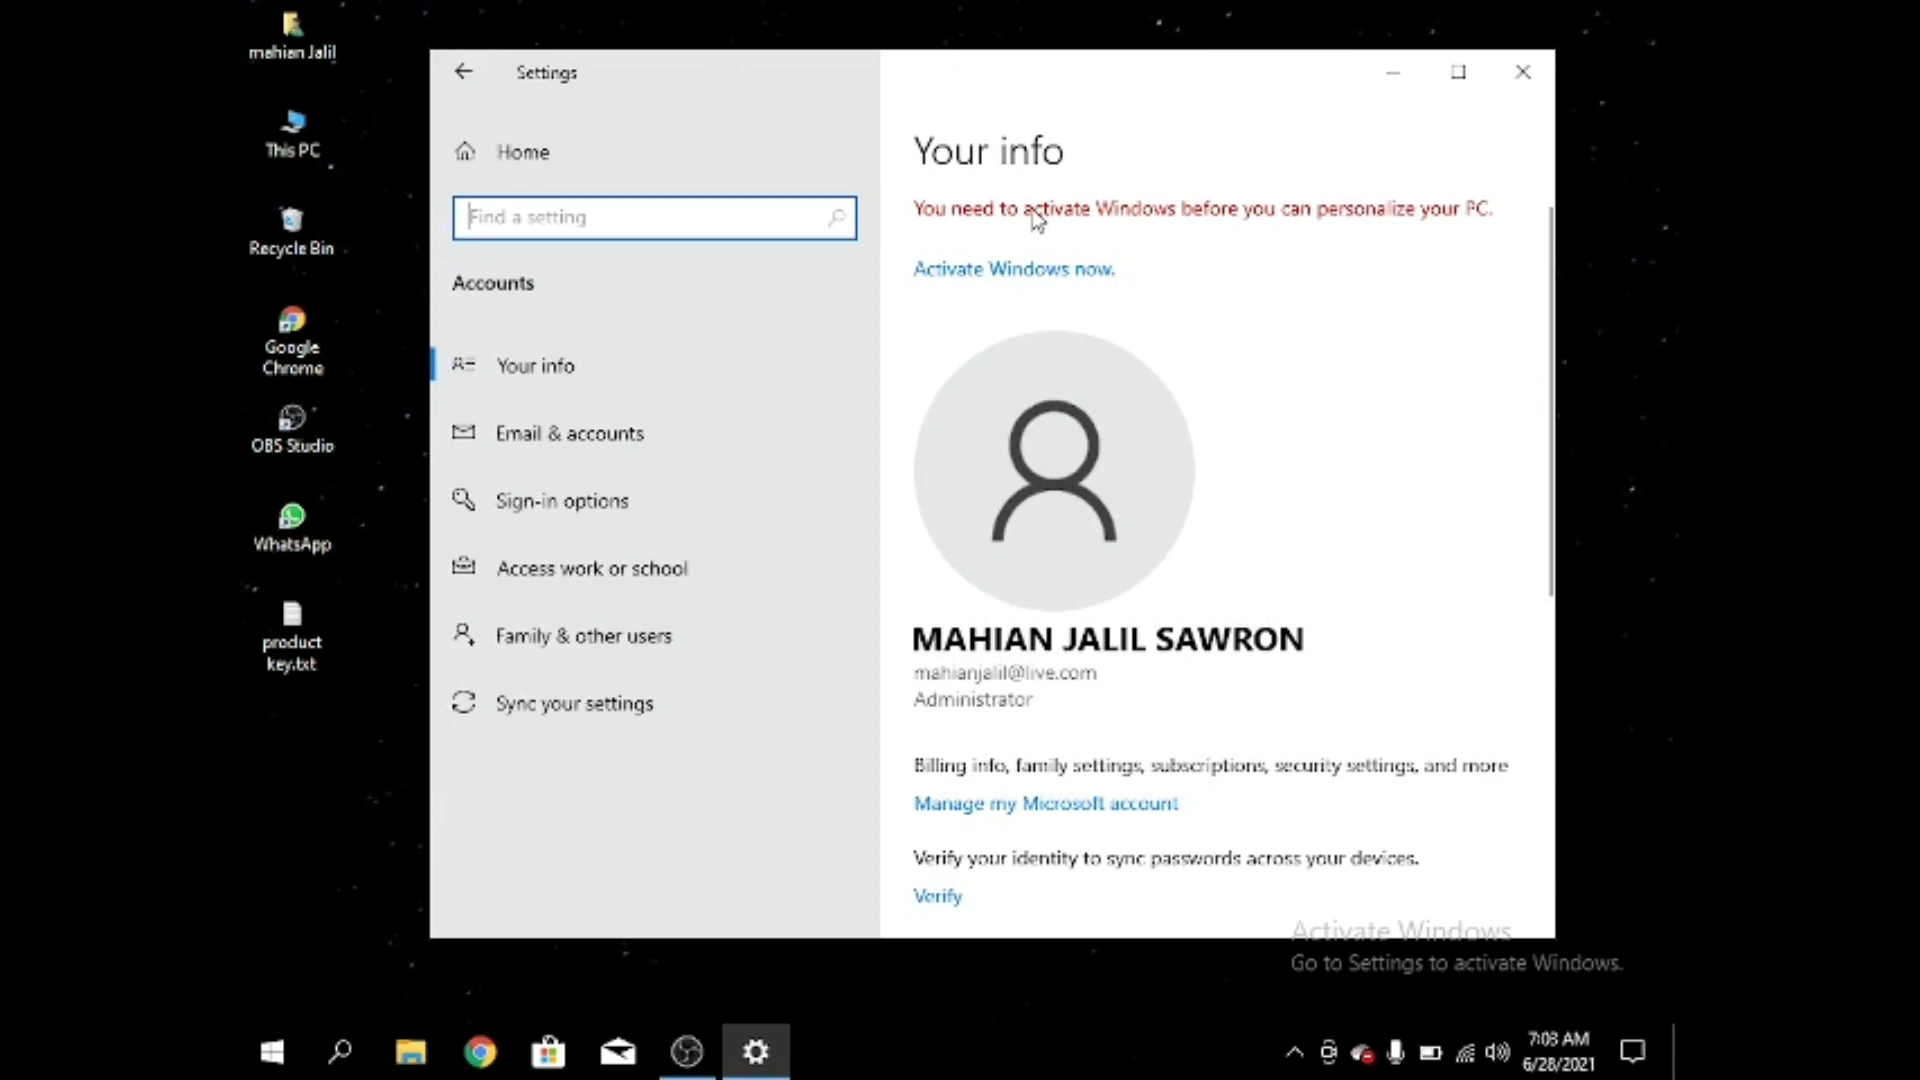 mahian Jalil
This PC
Recycle Bin
Google
Chrome
OBS Studio
WhatsApp
product
key.txt
Settings
Home
Find a setting
Accounts
Your info
Email & accounts
Sign-in options
Access work or school
Family & other users
Sync your settings
Your info
You need to activate Windows before you can personalize your PC.
Activate Windows now.
MAHIAN JALIL SAWRON
mahianjalil@live.com
Administrator
Billing info, family settings, subscriptions, security settings, and more
Manage my Microsoft account
Verify your identity to sync passwords across your devices.
Verify
Activate Windows
Go to Settings to activate Windows.
7:03 AM
6/28/2021